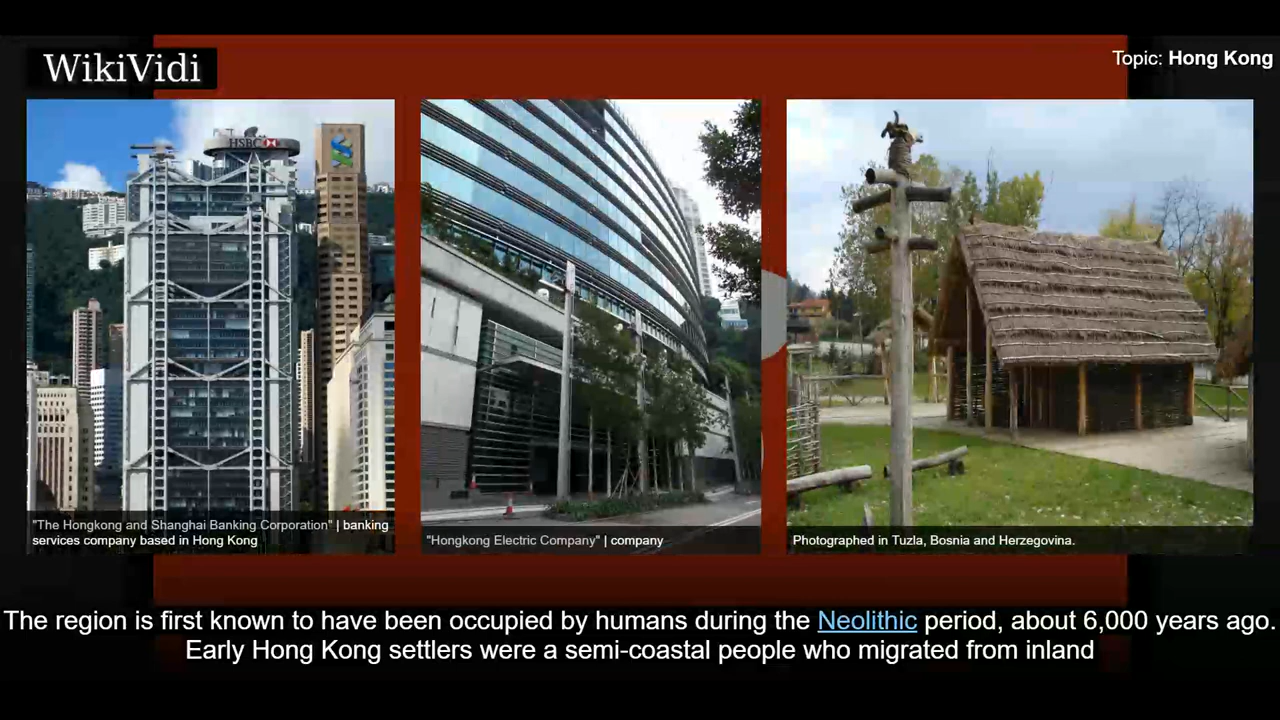 WikiVidi
Topic: Hong Kong
HSBC
"The Hongkong and Shanghai Banking Corporation" | banking
services company based in Hong Kong
"Hongkong Electric Company" | company
Photographed in Tuzla, Bosnia and Herzegovina.
The region is first known to have been occupied by humans during the Neolithic period, about 6,000 years ago.
Early Hong Kong settlers were a semi-coastal people who migrated from inland